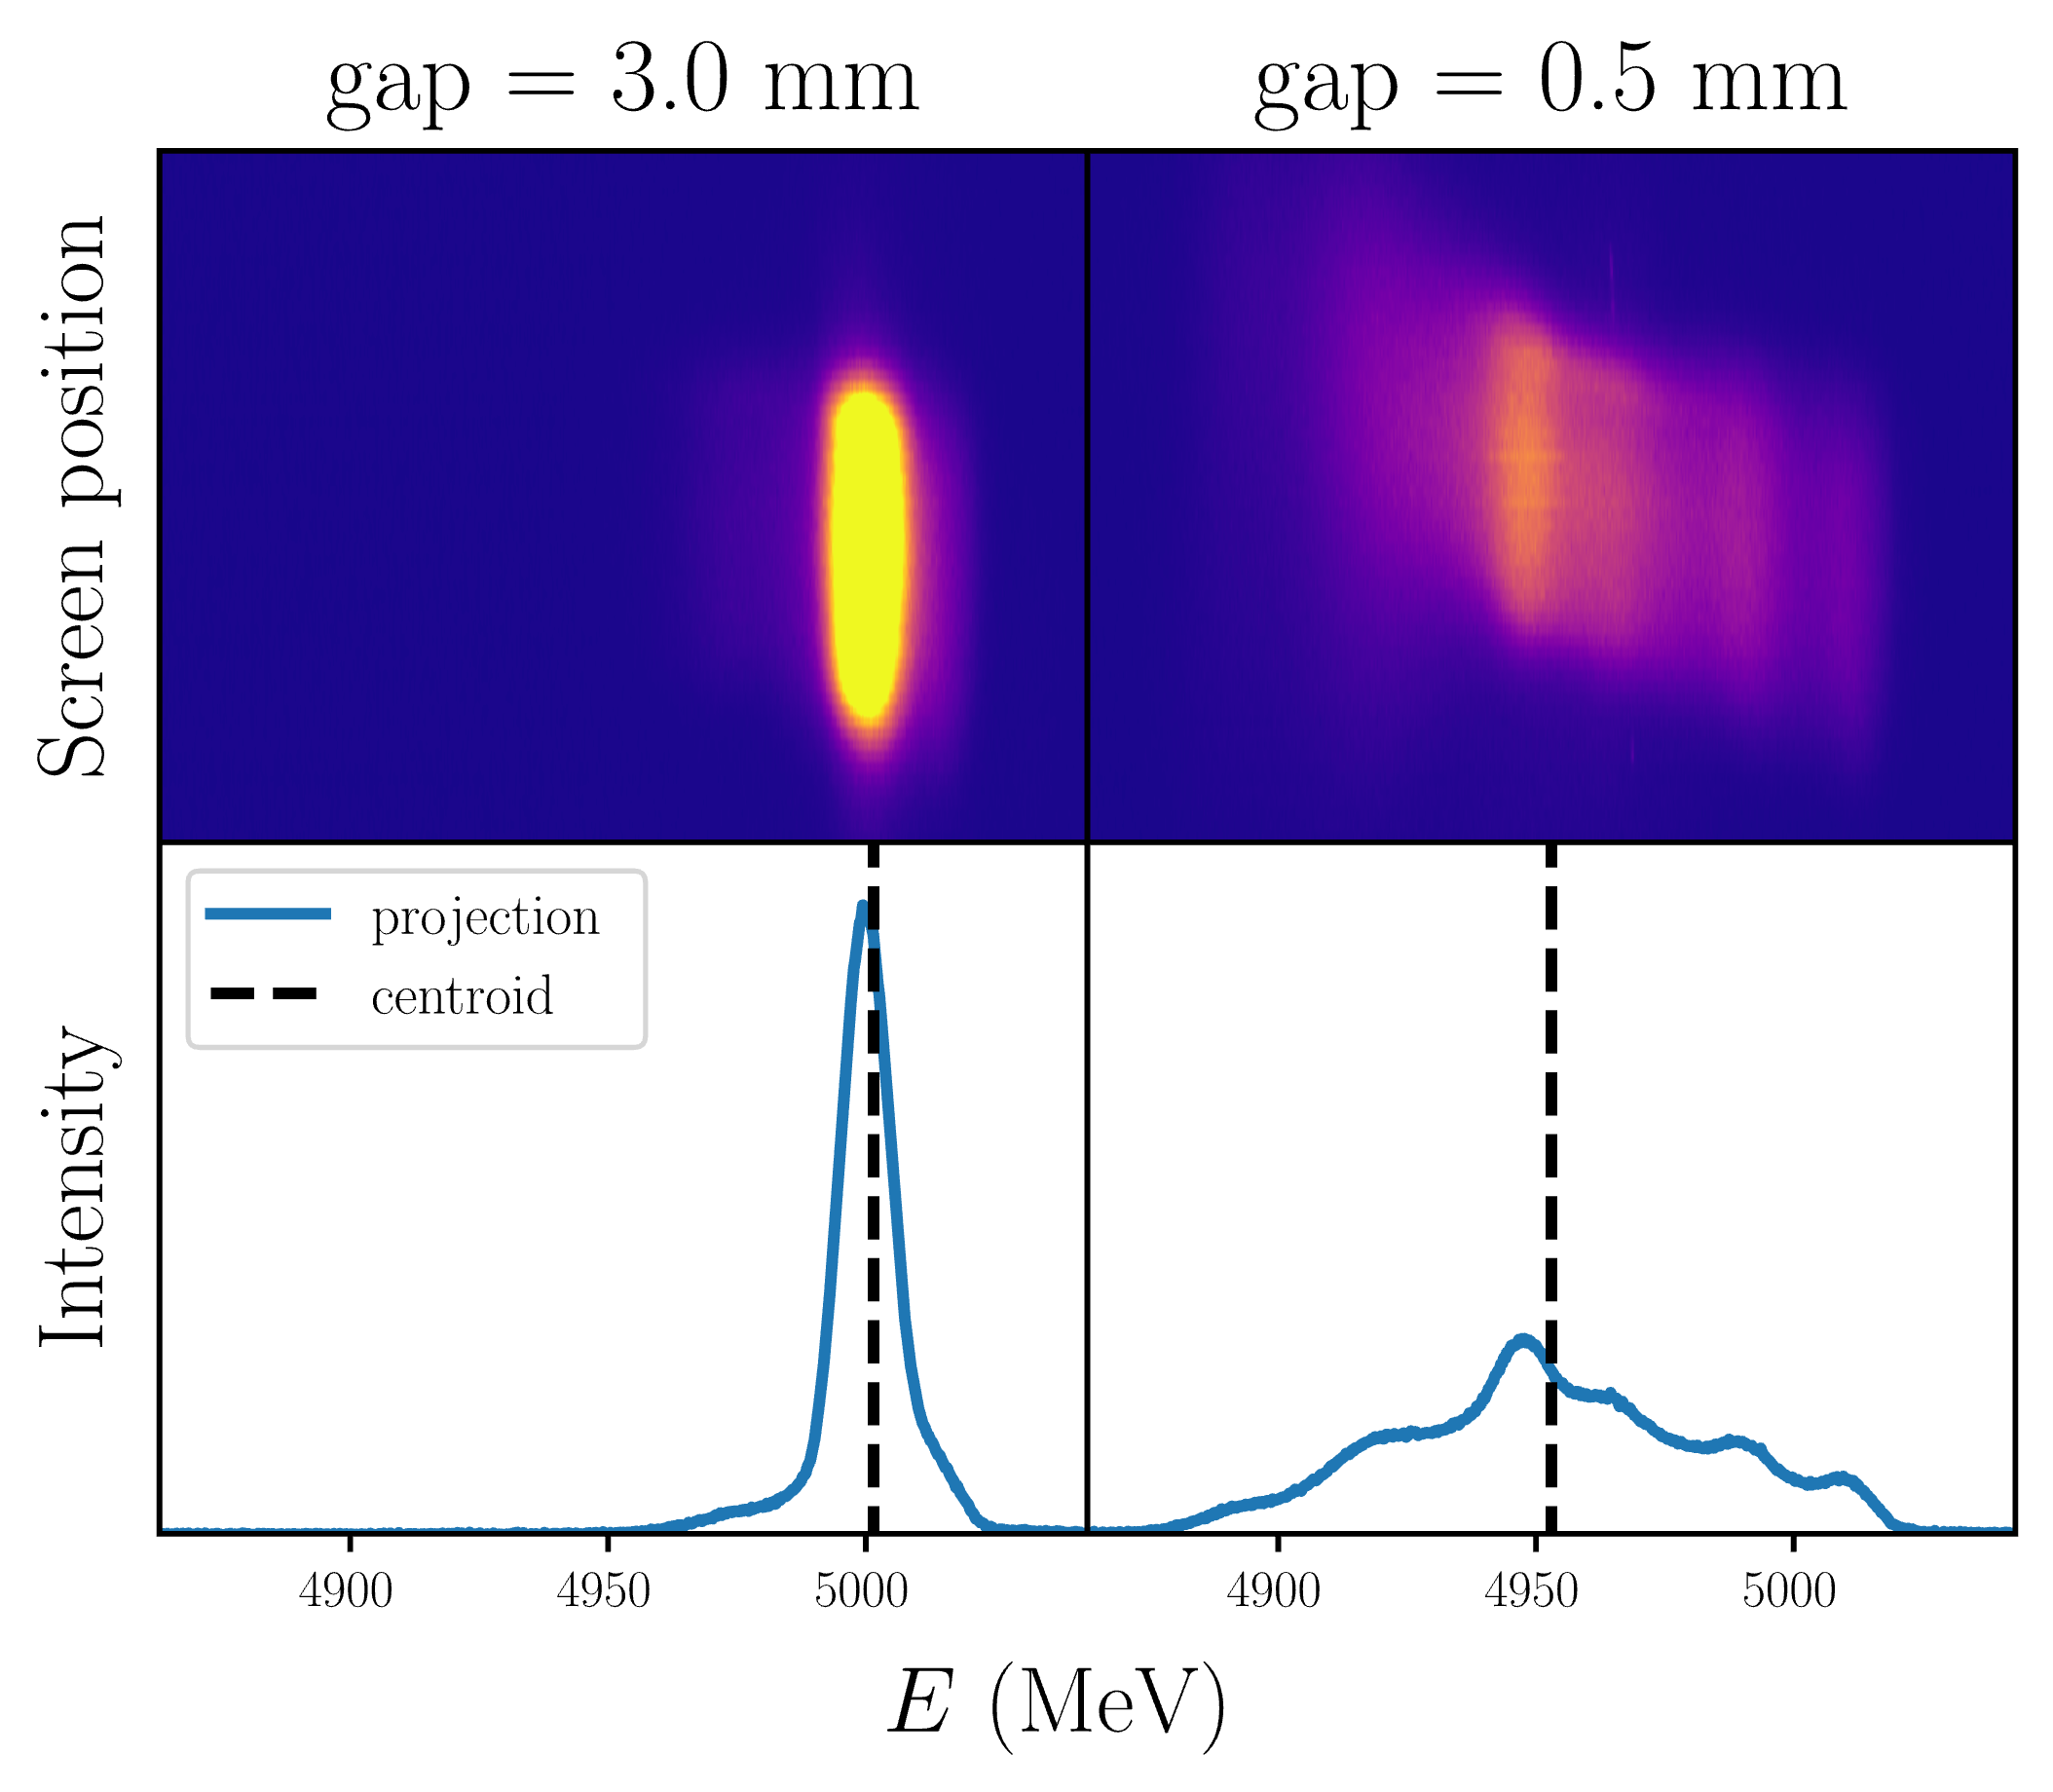 gap = 3.0 mm
gap = 0.5 mm
Screen position
Intensity
projection
centroid
4900 4950 5000
4900 4950 5000
E (MeV)